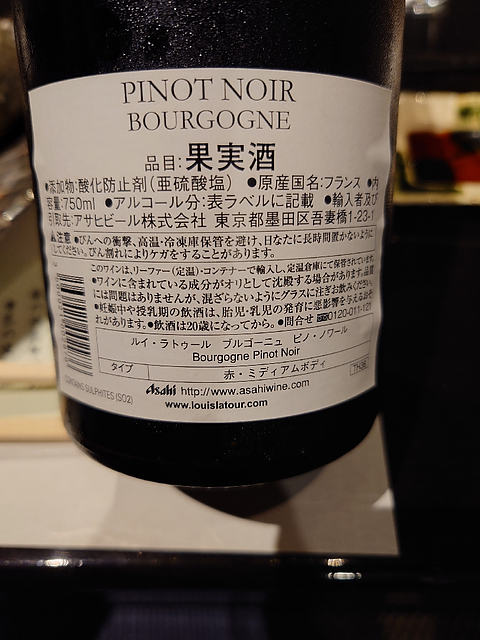 PINOT NOIR
BOURGOGNE
品目:果実酒
●添加物:酸化防止剤(亜硫酸塩) ●原産国名:フランス ●内
容量:750ml ●アルコール分:表ラベルに記載 ●輸入者及び
引取先:アサヒビール株式会社 東京都墨田区吾妻橋1-23-1
⚠注意 ●びんへの衝撃、高温・冷凍庫保管を避け、日なたに長時間置かないように
してください。びん割れによりケガをすることがあります。
このワインは、リーファー(定温)・コンテナーで輸入し、定温倉庫にて保管されています。
●ワインに含まれている成分がオリとして沈殿する場合があります。品質
には問題はありませんが、混ざらないようにグラスに注ぎお飲みください。
●妊娠中や授乳期の飲酒は、胎児・乳児の発育に悪影響を与えるおそ
れがあります。●飲酒は20歳になってから。●問合せ ☎0120-011-121
ルイ・ラトゥール ブルゴーニュ ピノ・ノワール
Bourgogne Pinot Noir
タイプ 赤・ミディアムボディ
CONTAINS SULPHITES (SO2)
Asahi http://www.asahiwine.com
www.louislatour.com